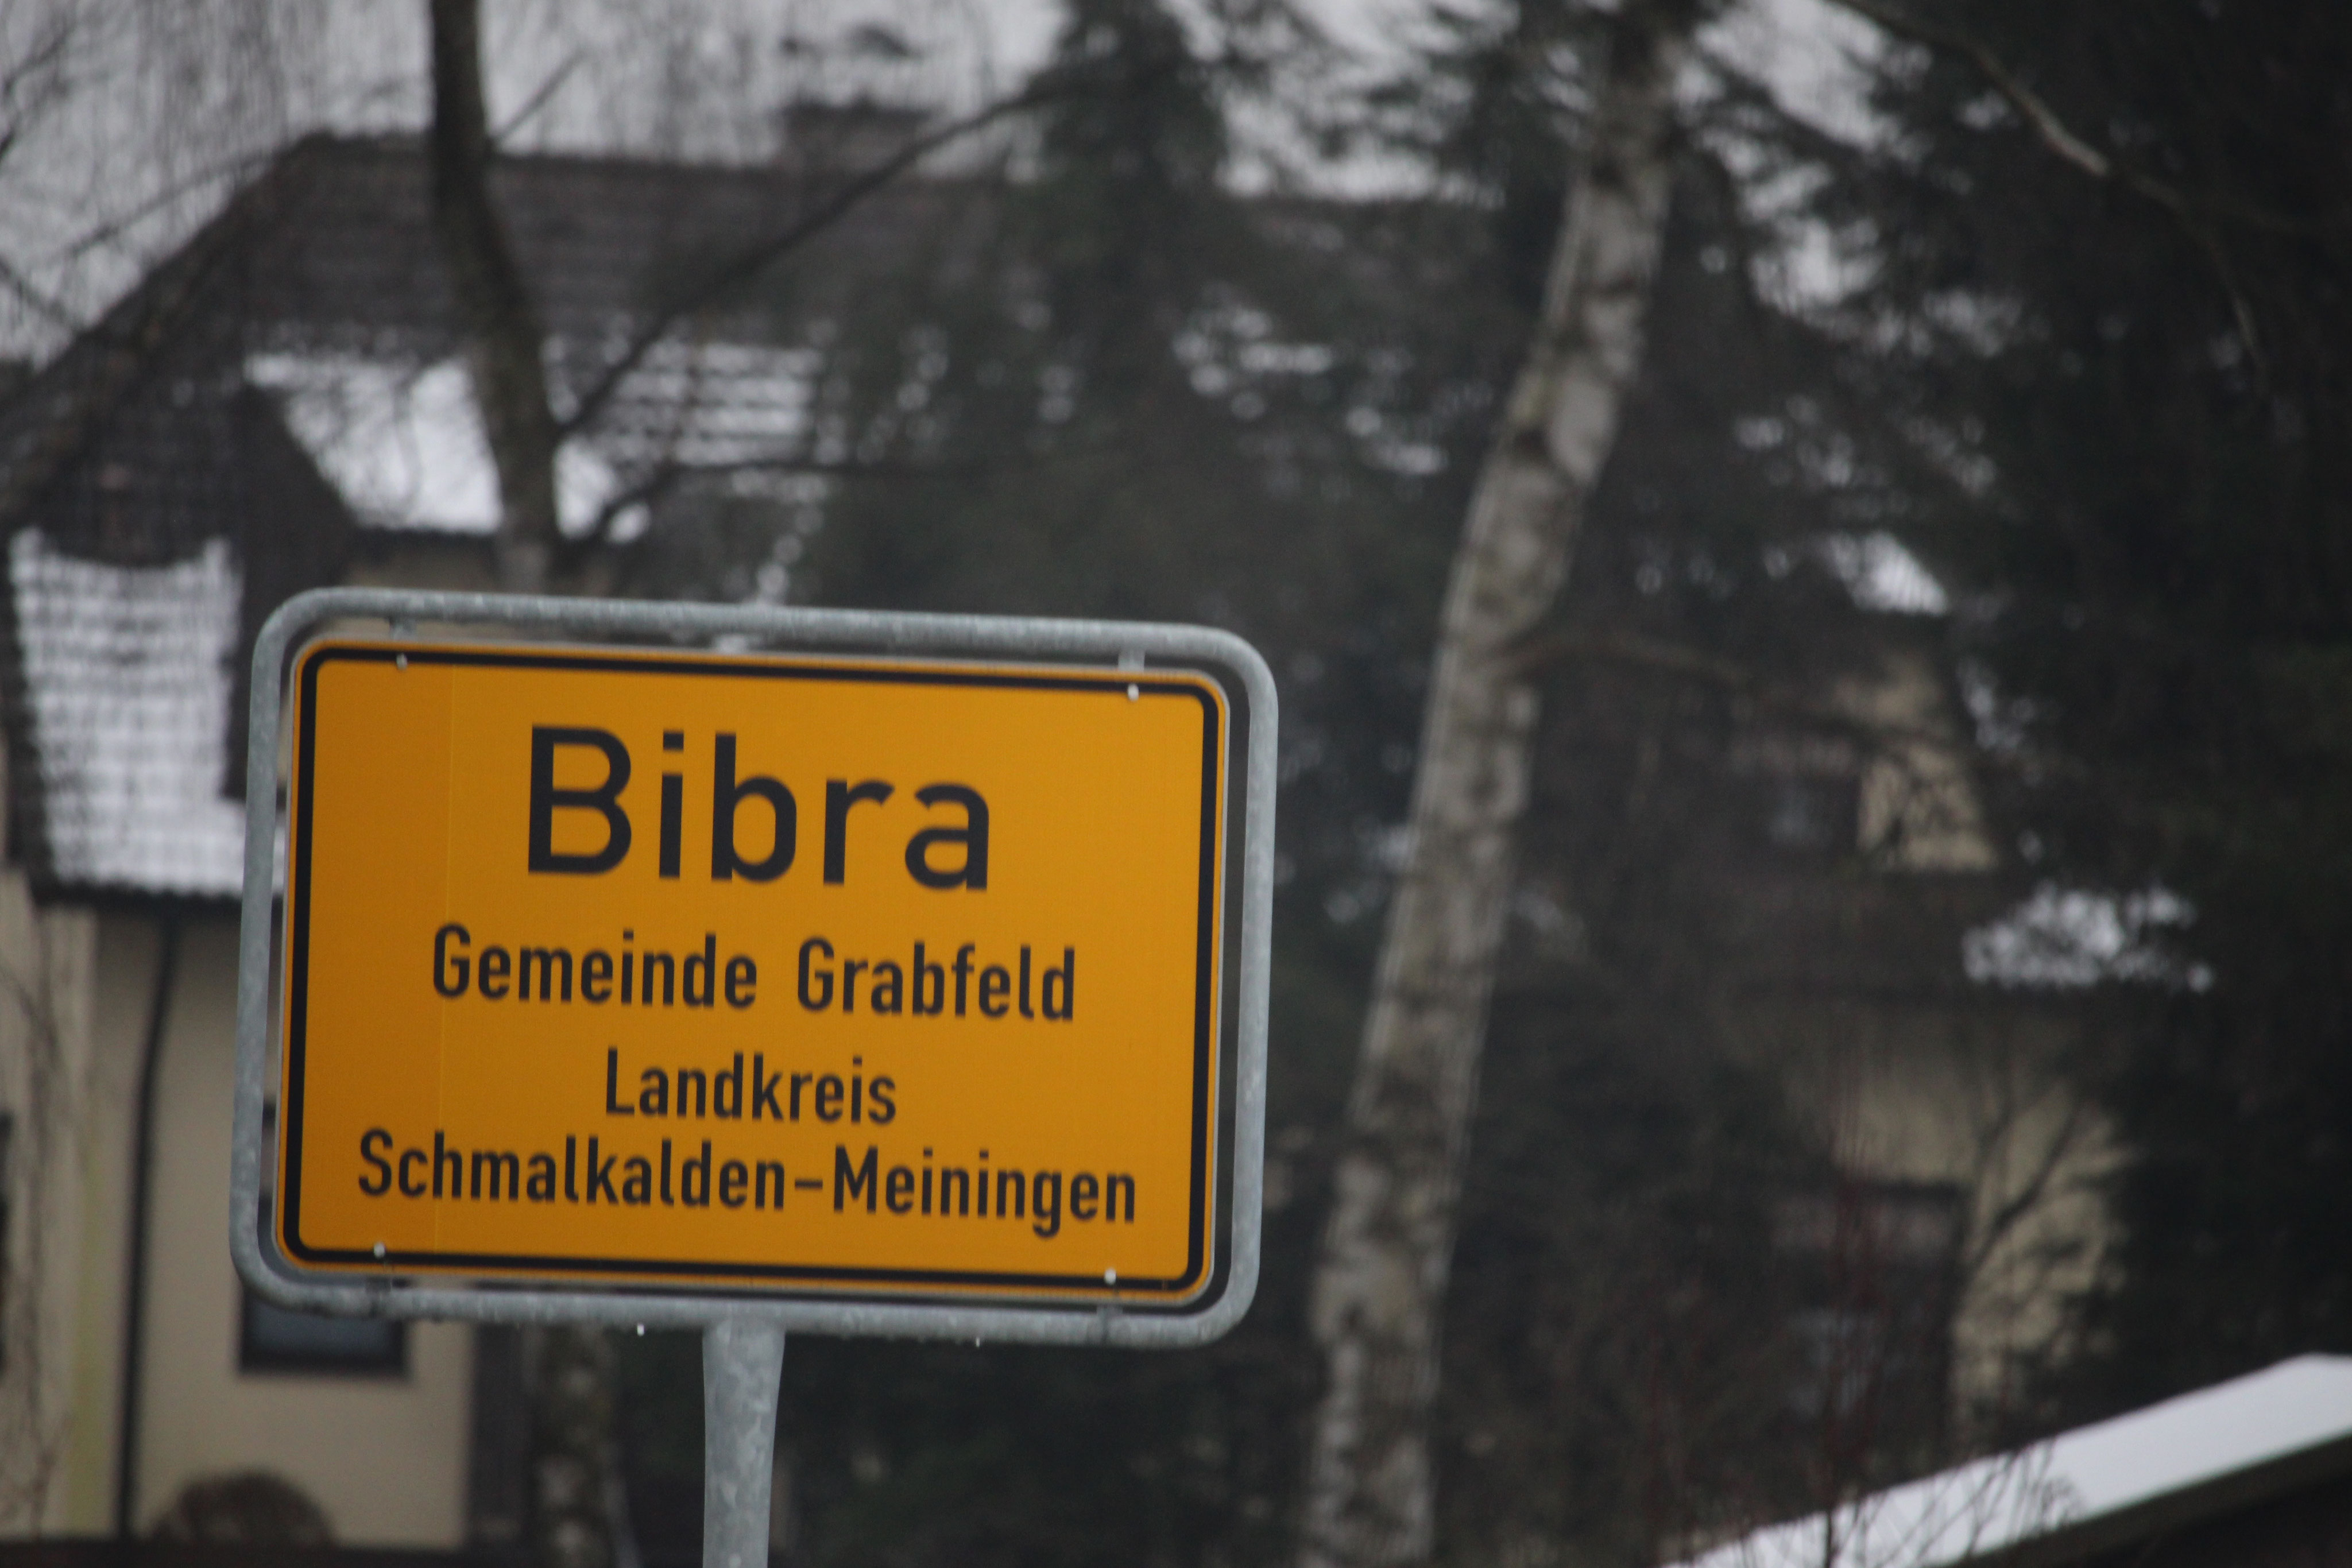 Bibra
Gemeinde Grabfeld
Landkreis
Schmalkalden-Meiningen